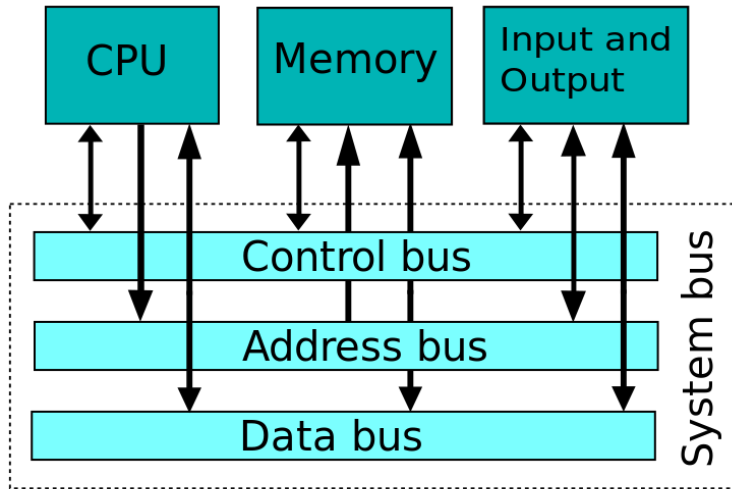 CPU
Memory
Input and
Output
Control bus
Address bus
Data bus
System bus